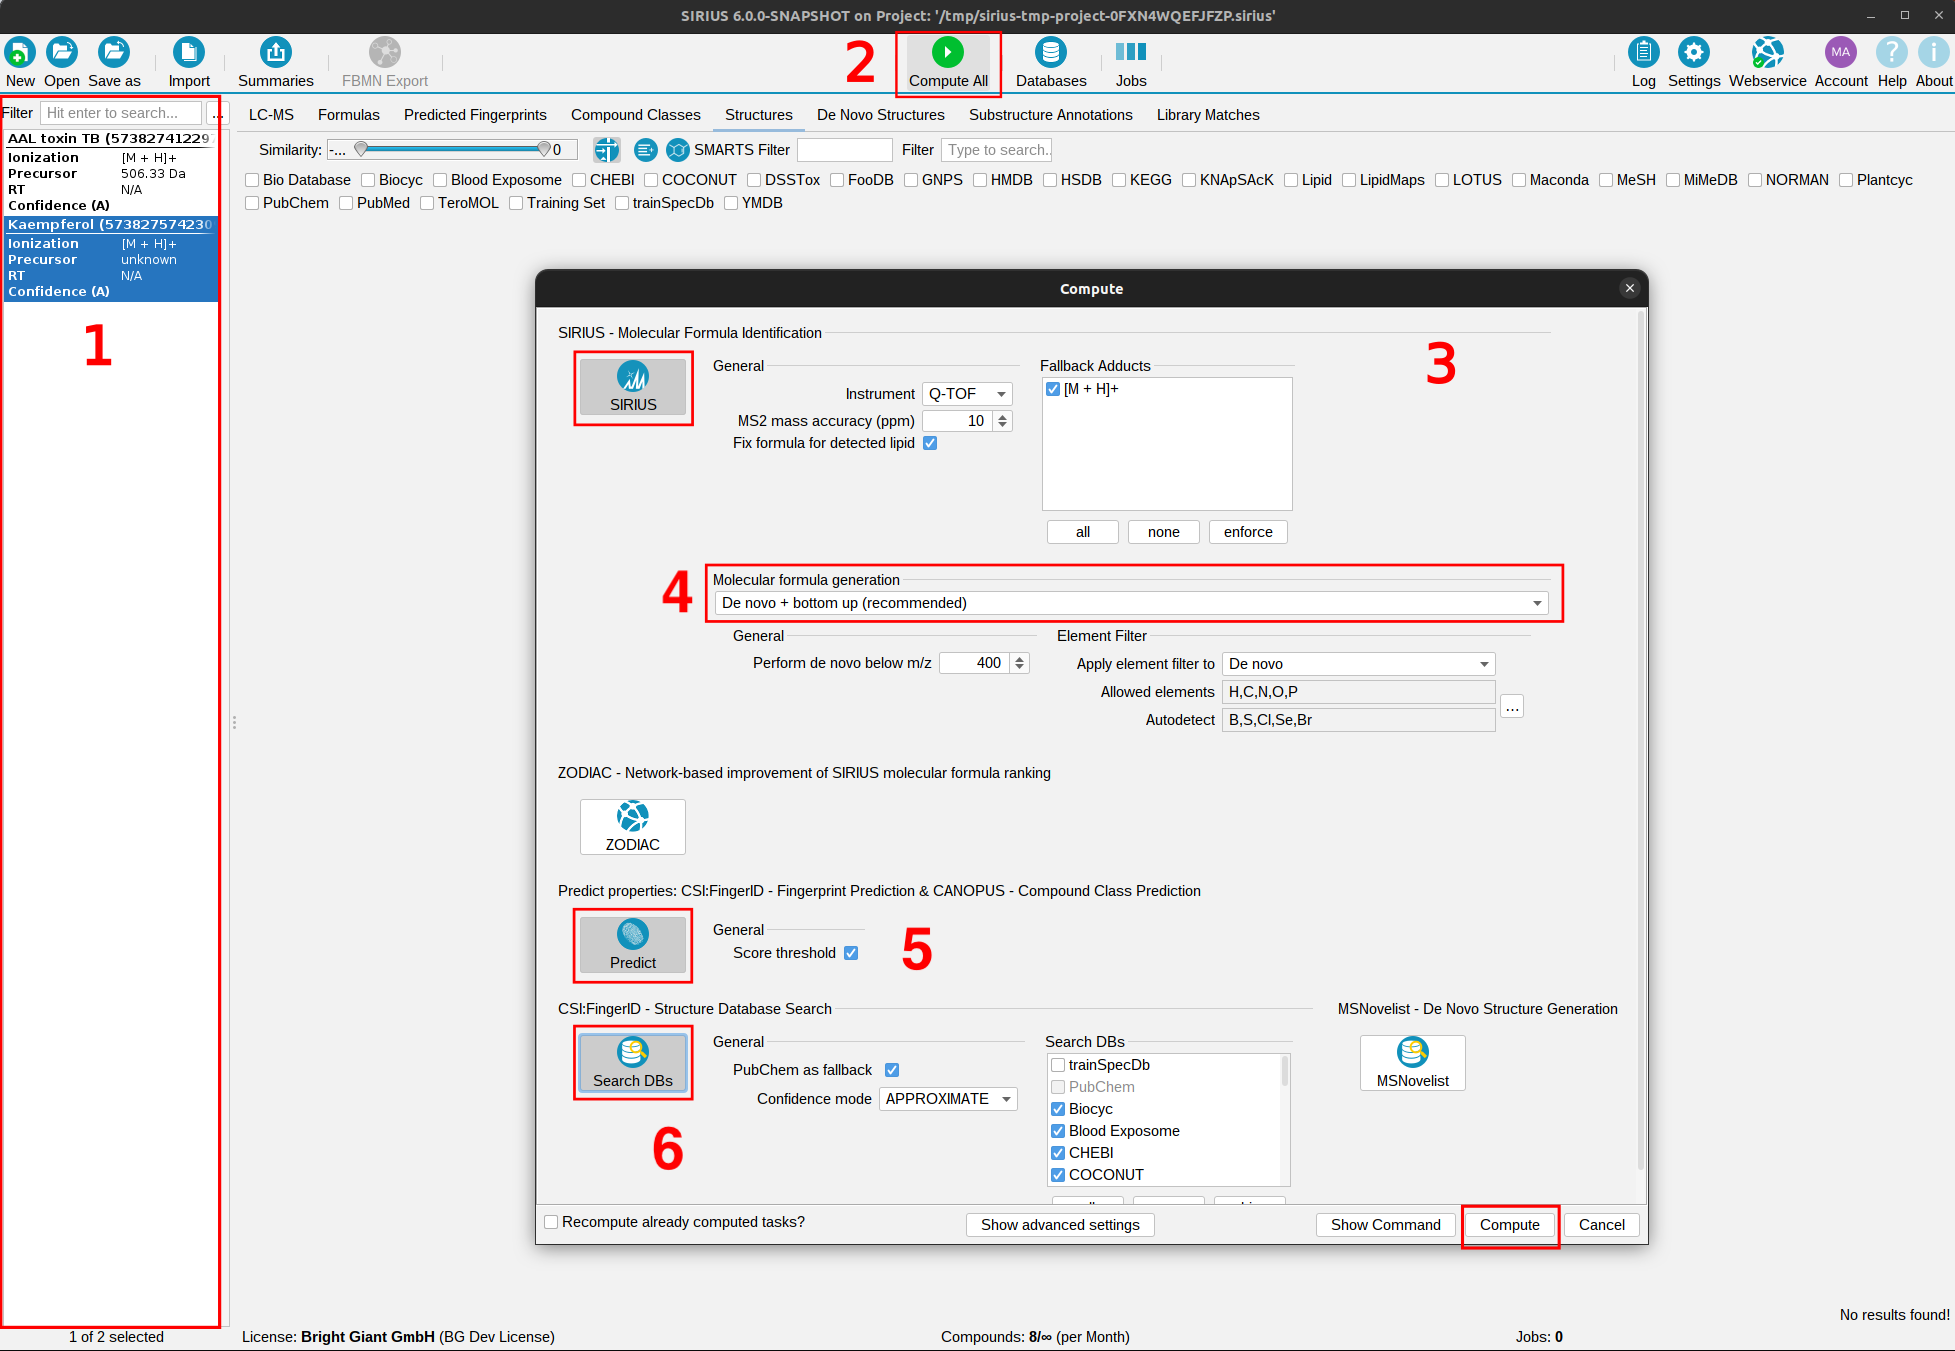 SIRIUS 6.0.0-SNAPSHOT on Project: '/tmp/sirius-tmp-project-0FXN4WQEFJFZP.sirius'
New Open Save as Import Summaries FBMN Export 2 Compute All Databases Jobs Log Settings Webservice MA Account Help About
Filter Hit enter to search... ...
LC-MS Formulas Predicted Fingerprints Compound Classes Structures De Novo Structures Substructure Annotations Library Matches
AAL toxin TB (573827412297
Ionization [M + H]+
Precursor 506.33 Da
RT N/A
Confidence (A)
Kaempferol (573827574230
Ionization [M + H]+
Precursor unknown
RT N/A
Confidence (A)
1
Similarity: -... 0 SMARTS Filter Filter Type to search..
Bio Database Biocyc Blood Exposome CHEBI COCONUT DSSTox FooDB GNPS HMDB HSDB KEGG KNApSAcK Lipid LipidMaps LOTUS Maconda MeSH MiMeDB NORMAN Plantcyc
PubChem PubMed TeroMOL Training Set trainSpecDb YMDB
Compute
SIRIUS - Molecular Formula Identification
3
SIRIUS
General
Instrument Q-TOF
MS2 mass accuracy (ppm) 10
Fix formula for detected lipid
Fallback Adducts
[M + H]+
all none enforce
4
Molecular formula generation
De novo + bottom up (recommended)
General
Perform de novo below m/z 400
Element Filter
Apply element filter to De novo
Allowed elements H,C,N,O,P
Autodetect B,S,Cl,Se,Br
...
ZODIAC - Network-based improvement of SIRIUS molecular formula ranking
ZODIAC
Predict properties: CSI:FingerID - Fingerprint Prediction & CANOPUS - Compound Class Prediction
Predict
General
Score threshold
5
CSI:FingerID - Structure Database Search
Search DBs
General
PubChem as fallback
Confidence mode APPROXIMATE
6
Search DBs
trainSpecDb
PubChem
Biocyc
Blood Exposome
CHEBI
COCONUT
MSNovelist - De Novo Structure Generation
MSNovelist
Recompute already computed tasks? Show advanced settings Show Command Compute Cancel
No results found!
1 of 2 selected License: Bright Giant GmbH (BG Dev License) Compounds: 8/∞ (per Month) Jobs: 0